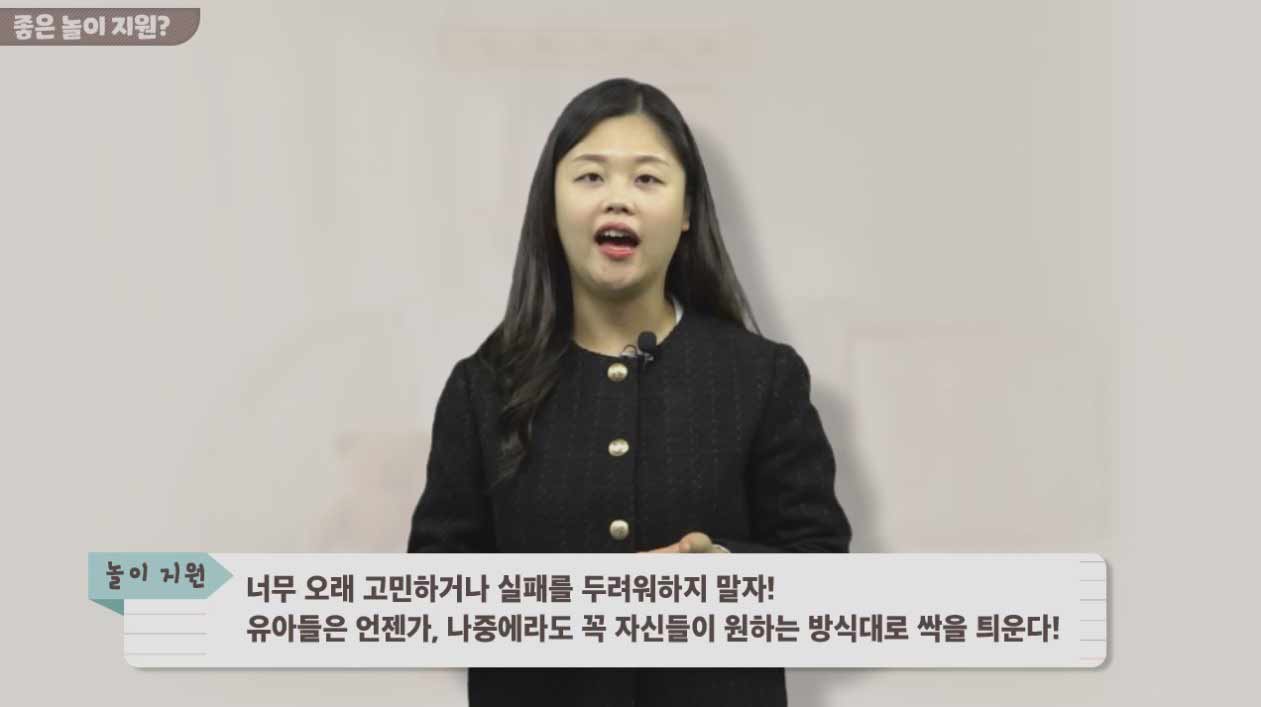 좋은 놀이 지원?
놀이 지원
너무 오래 고민하거나 실패를 두려워하지 말자!
유아들은 언젠가, 나중에라도 꼭 자신들이 원하는 방식대로 싹을 틔운다!